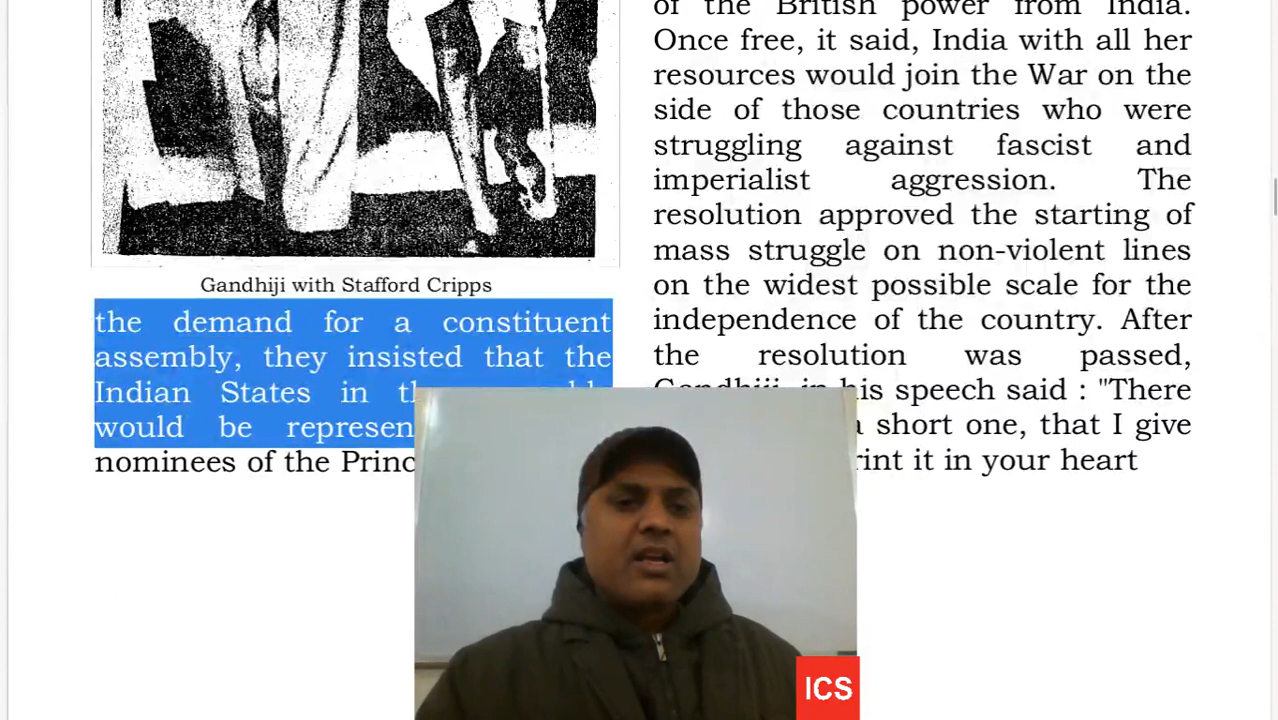 Gandhiji with Stafford Cripps
the demand for a constituent
assembly, they insisted that the
Indian States in
would be
nominees of the
of the British power from India.
Once free, it said, India with all her
resources would join the War on the
side of those countries who were
struggling against fascist and
imperialist aggression. The
resolution approved the starting of
mass struggle on non-violent lines
on the widest possible scale for the
independence of the country. After
the resolution was passed,
Gandhiji, in his speech said : "There
a short one, that I give
it in your heart
ICS